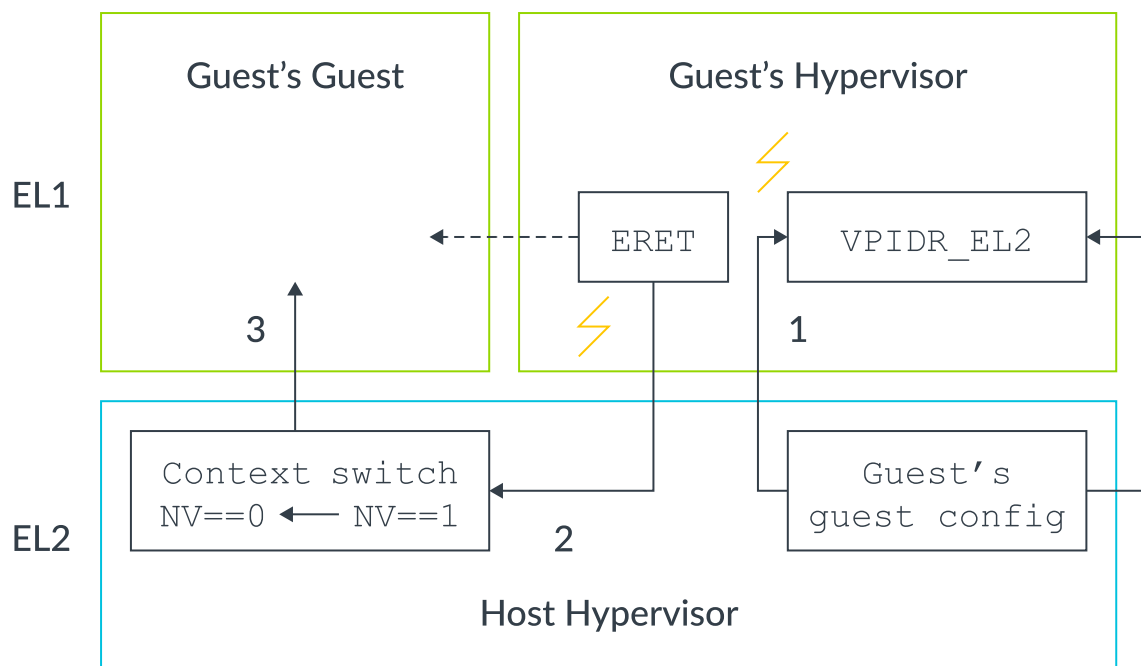 Guest’s Guest
Guest’s Hypervisor
EL1
ERET
VPIDR_EL2
3
1
Context switch
NV==0
NV==1
Guest’s
guest config
EL2
2
Host Hypervisor